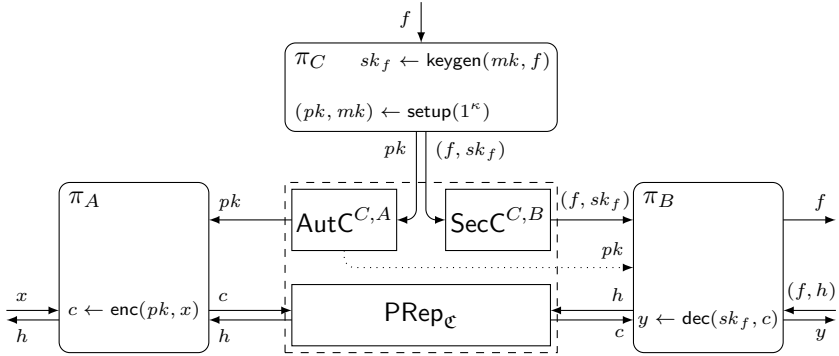 f
π_C sk_f ← keygen(mk, f)
(pk, mk) ← setup(1^κ)
pk (f, sk_f)
π_A pk AutC^{C,A} SecC^{C,B} (f, sk_f) π_B f
pk
x c h (f, h)
c ← enc(pk, x) PRep_ℭ y ← dec(sk_f, c)
h h c y